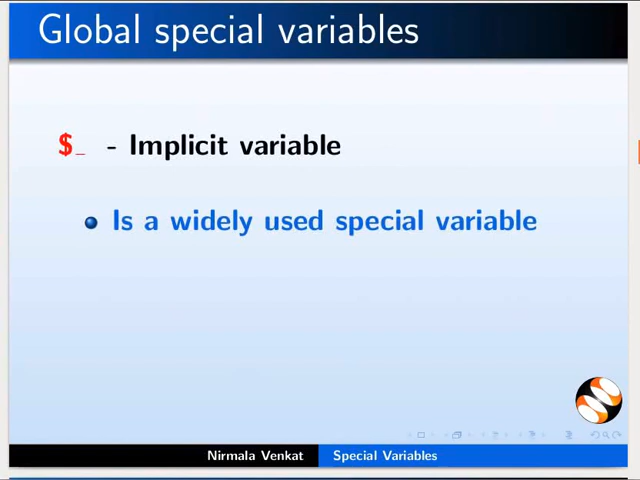 Global special variables
$_ - Implicit variable
Is a widely used special variable
Nirmala Venkat Special Variables